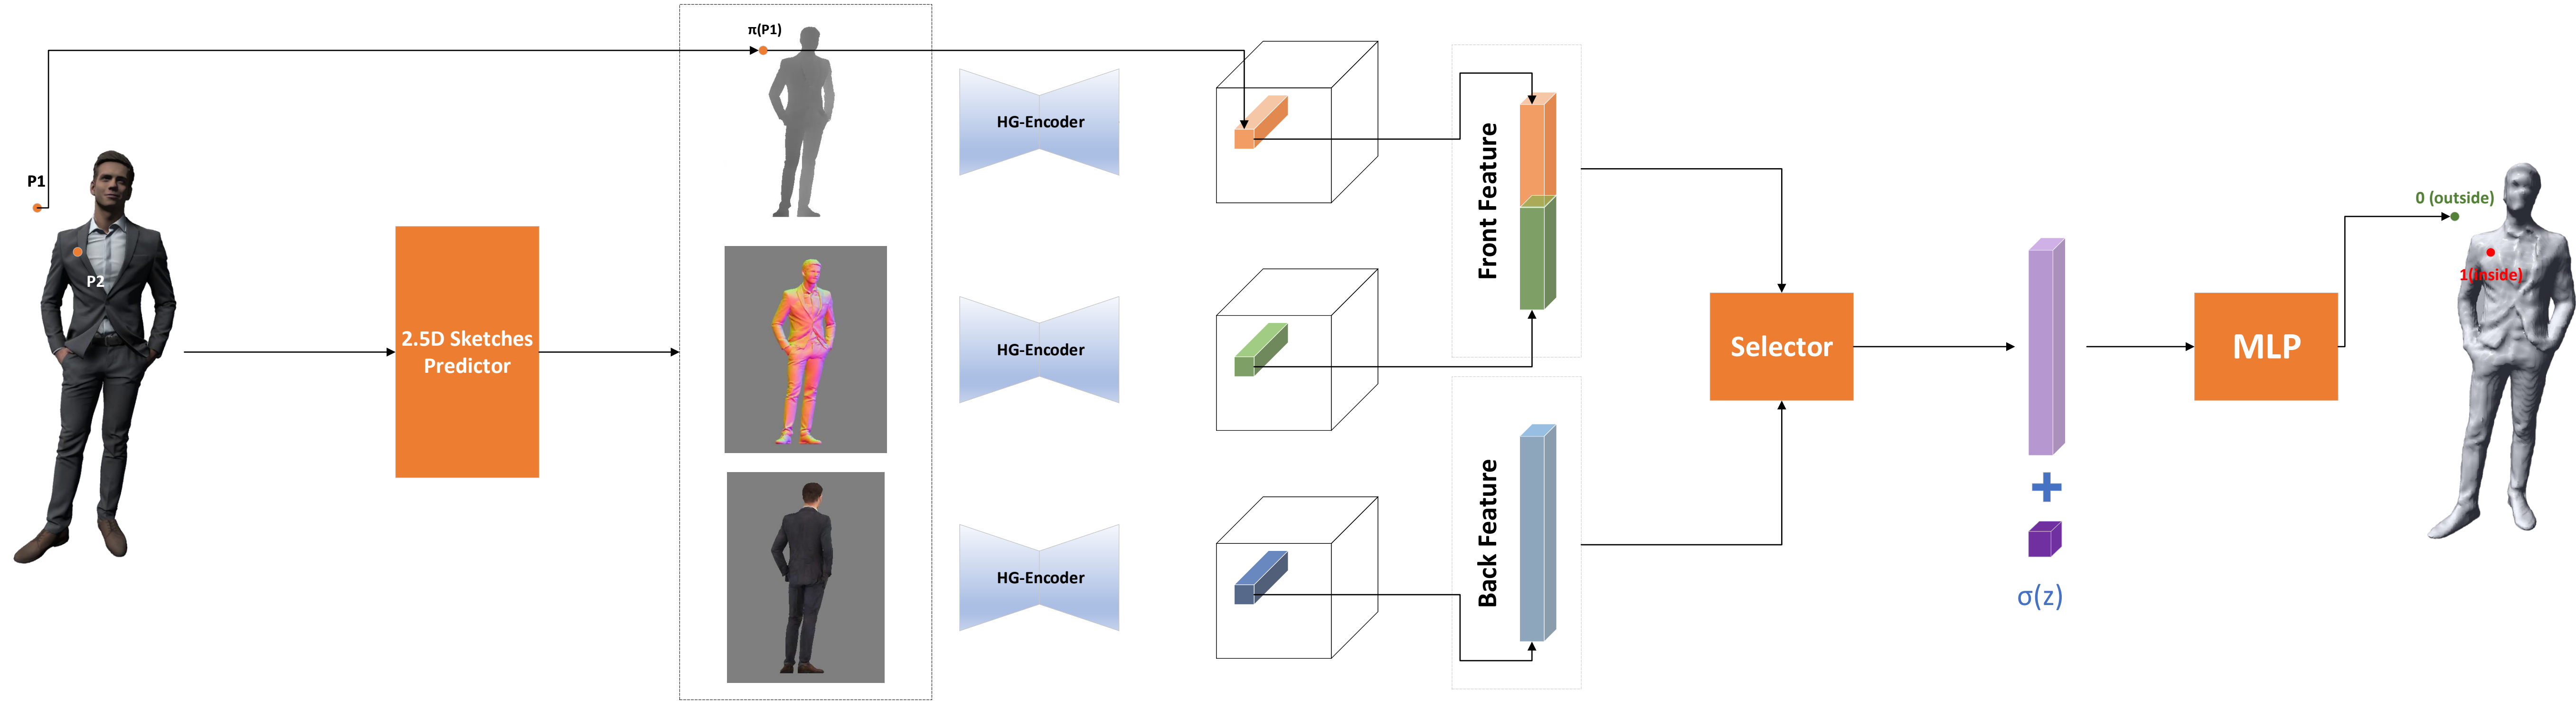 P1
P2
2.5D Sketches
Predictor
π(P1)
HG-Encoder
HG-Encoder
HG-Encoder
Front Feature
Back Feature
Selector
+
σ(z)
MLP
0 (outside)
1(inside)